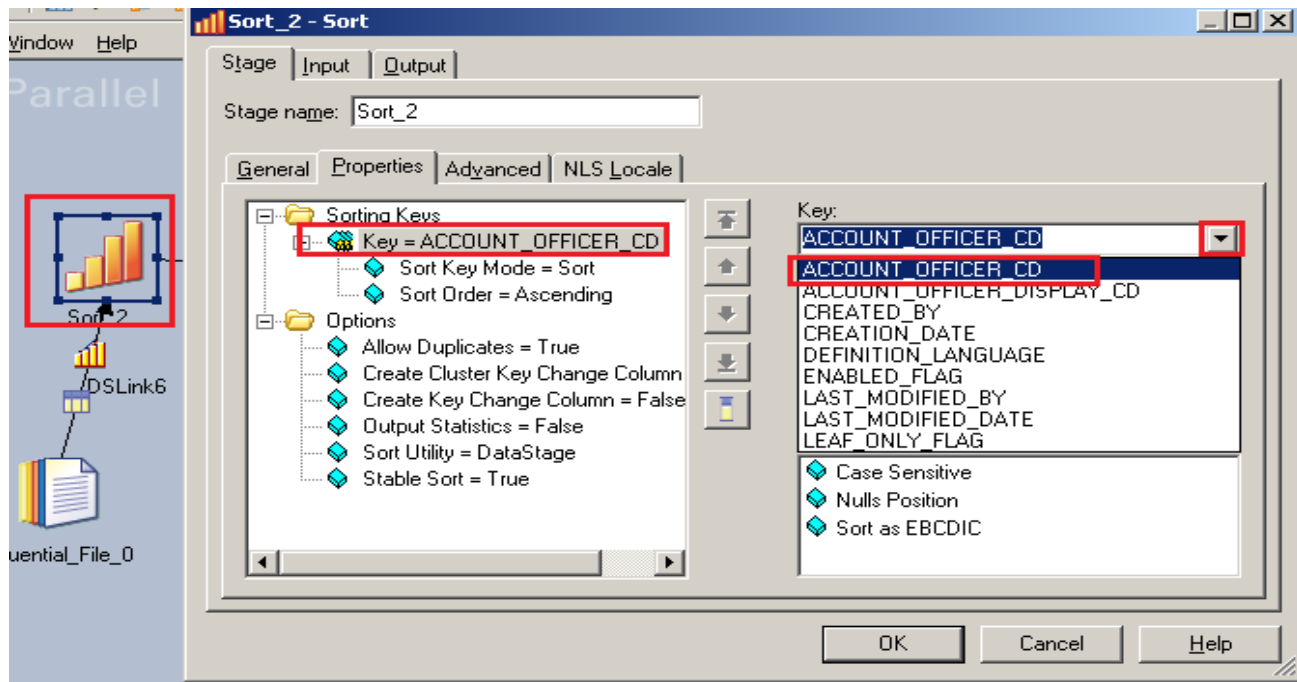 Window Help
Parallel
Sort_2
DSLink6
uential_File_0
Sort_2 - Sort
Stage Input Output
Stage name: Sort_2
General Properties Advanced NLS Locale
Sorting Keys
Key = ACCOUNT_OFFICER_CD
Sort Key Mode = Sort
Sort Order = Ascending
Options
Allow Duplicates = True
Create Cluster Key Change Column
Create Key Change Column = False
Output Statistics = False
Sort Utility = DataStage
Stable Sort = True
Key:
ACCOUNT_OFFICER_CD
ACCOUNT_OFFICER_CD
ACCOUNT_OFFICER_DISPLAY_CD
CREATED_BY
CREATION_DATE
DEFINITION_LANGUAGE
ENABLED_FLAG
LAST_MODIFIED_BY
LAST_MODIFIED_DATE
LEAF_ONLY_FLAG
Case Sensitive
Nulls Position
Sort as EBCDIC
OK Cancel Help